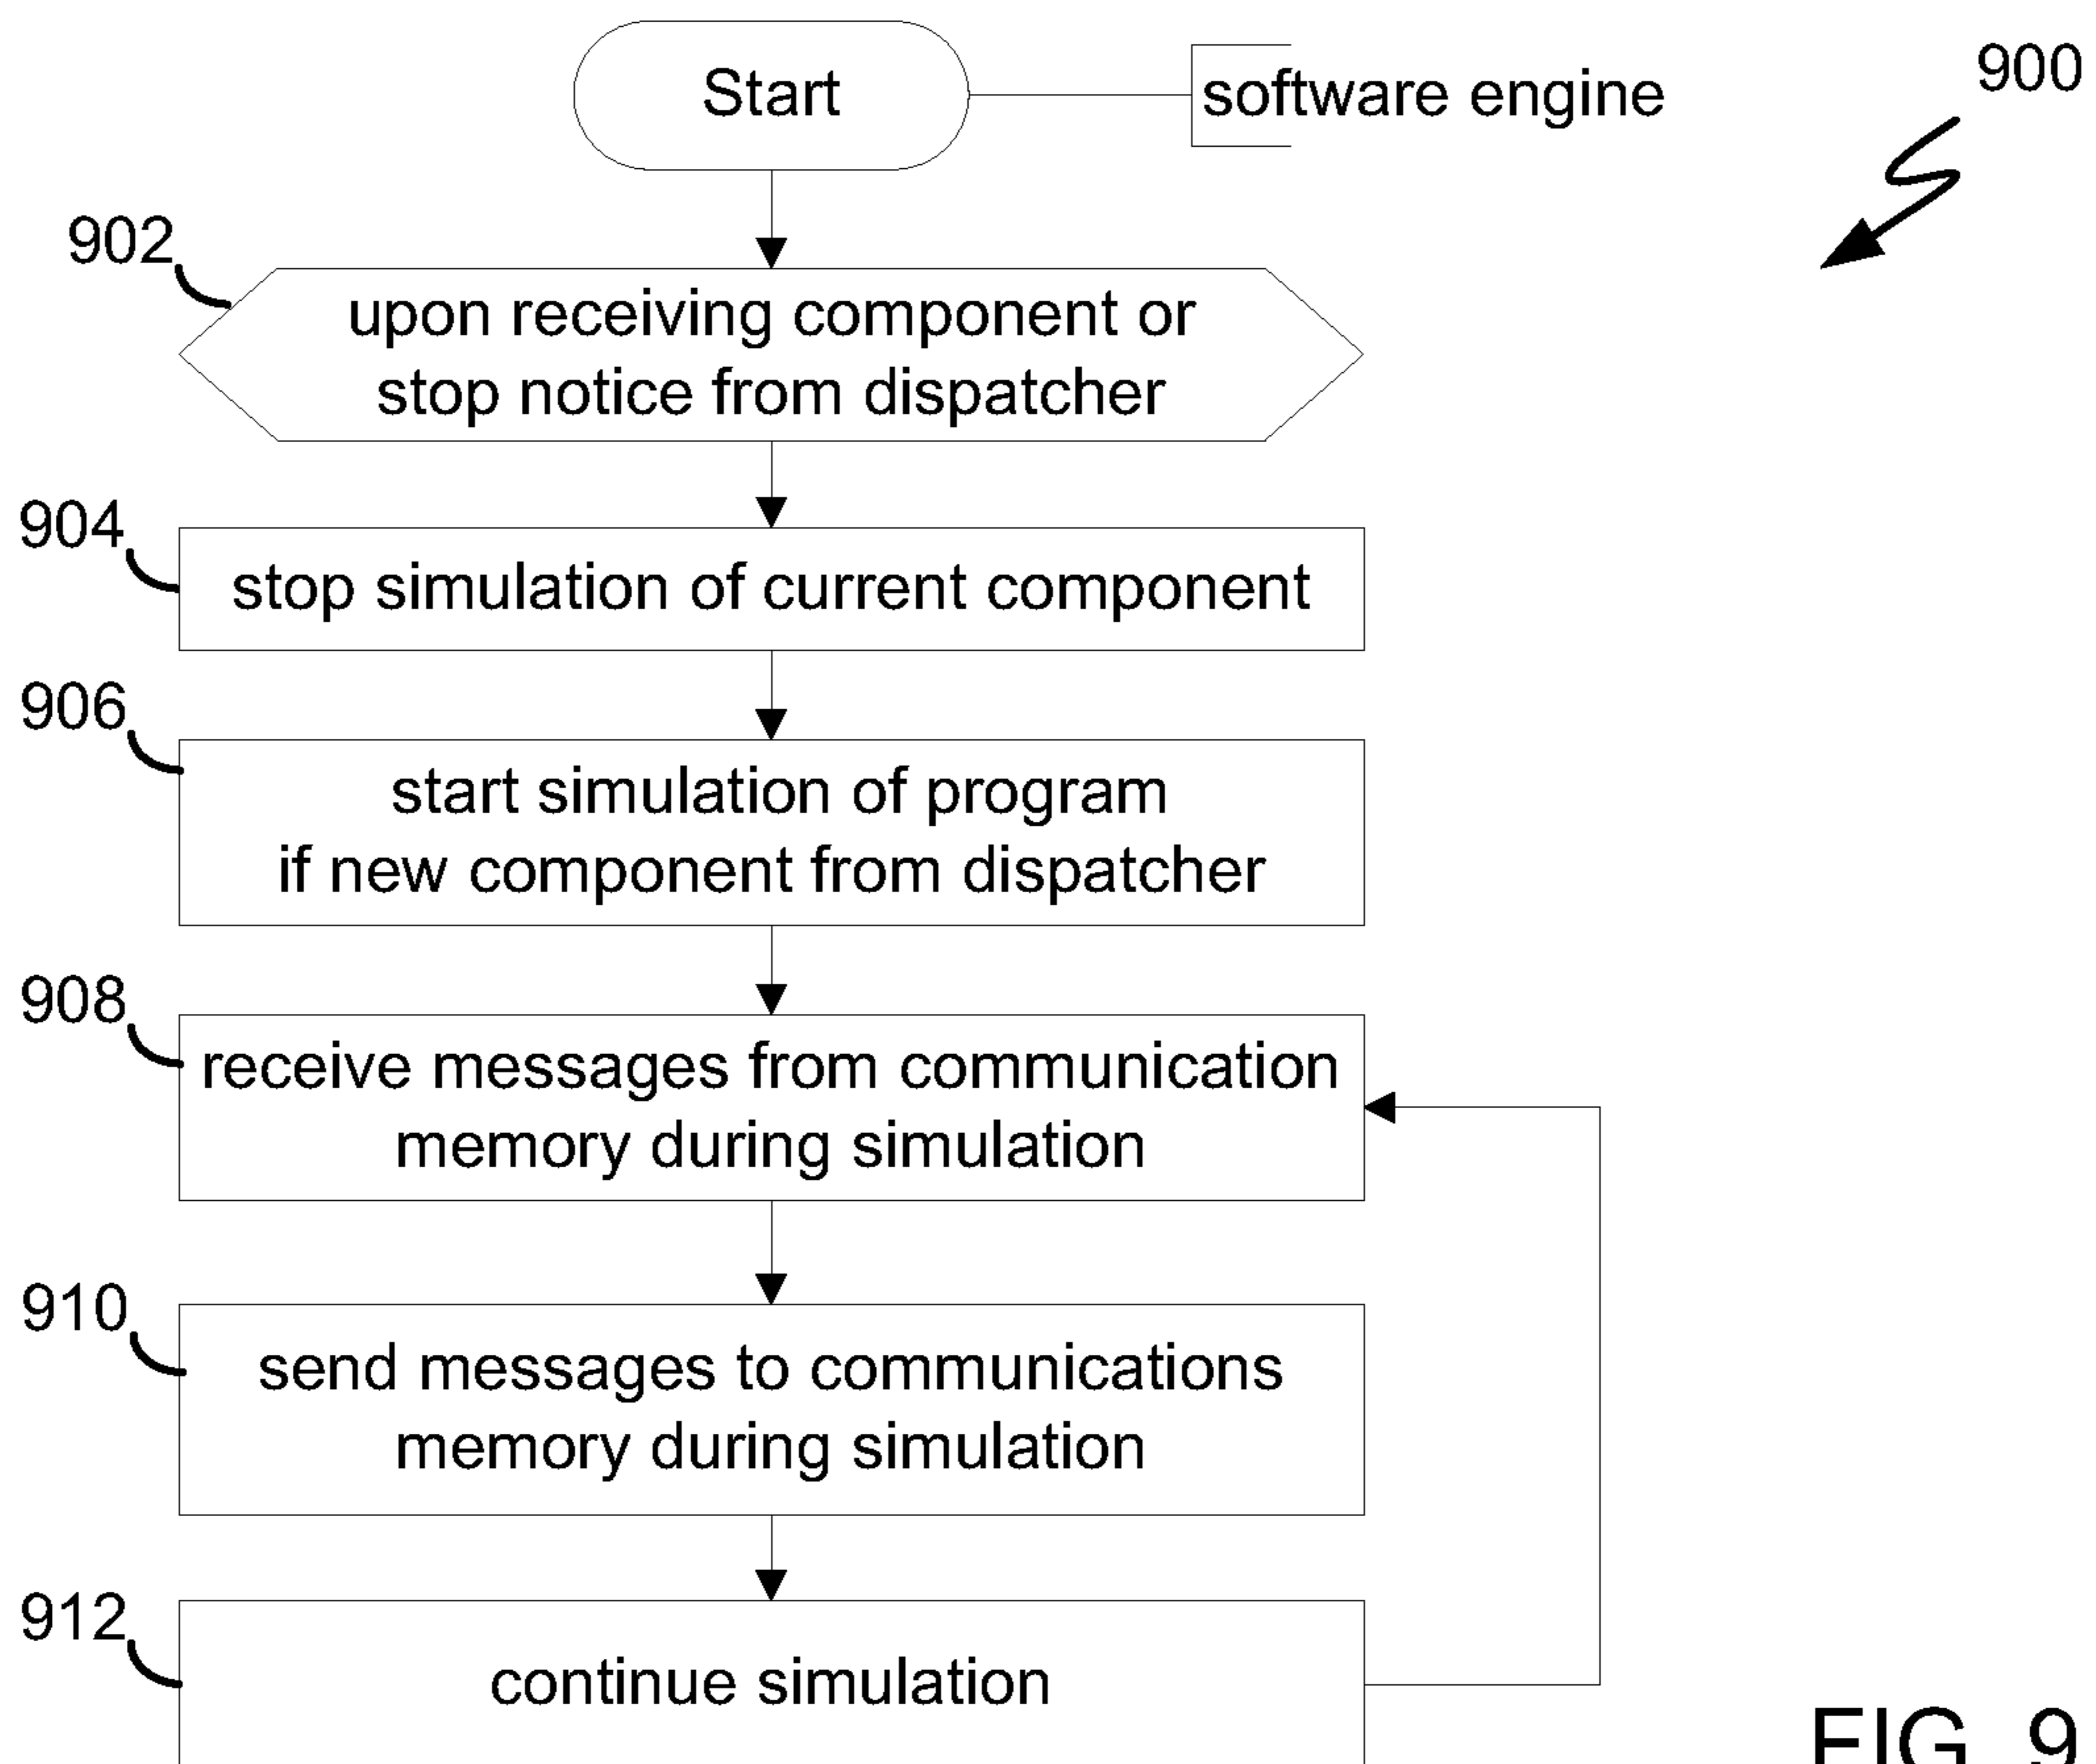 Start
software engine
900
902
upon receiving component or
stop notice from dispatcher
904
stop simulation of current component
906
start simulation of program
if new component from dispatcher
908
receive messages from communication
memory during simulation
910
send messages to communications
memory during simulation
912
continue simulation
FIG. 9